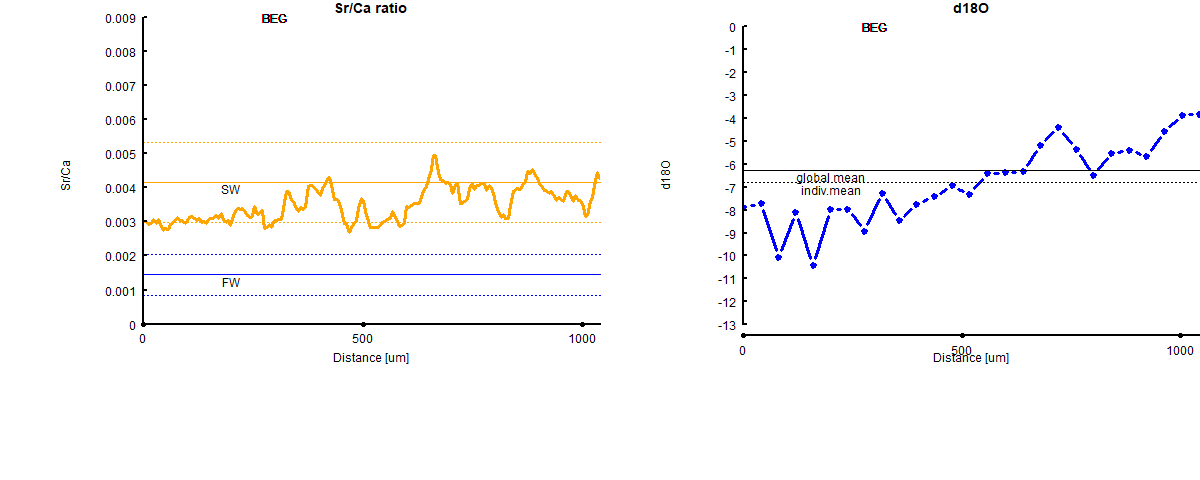 Sr/Ca ratio
BEG
Sr/Ca
0.009
0.008
0.007
0.006
0.005
0.004
0.003
0.002
0.001
0
SW
FW
0
500
1000
Distance [um]
d18O
BEG
d18O
0
-1
-2
-3
-4
-5
-6
-7
-8
-9
-10
-11
-12
-13
global.mean
indiv.mean
0
500
1000
Distance [um]